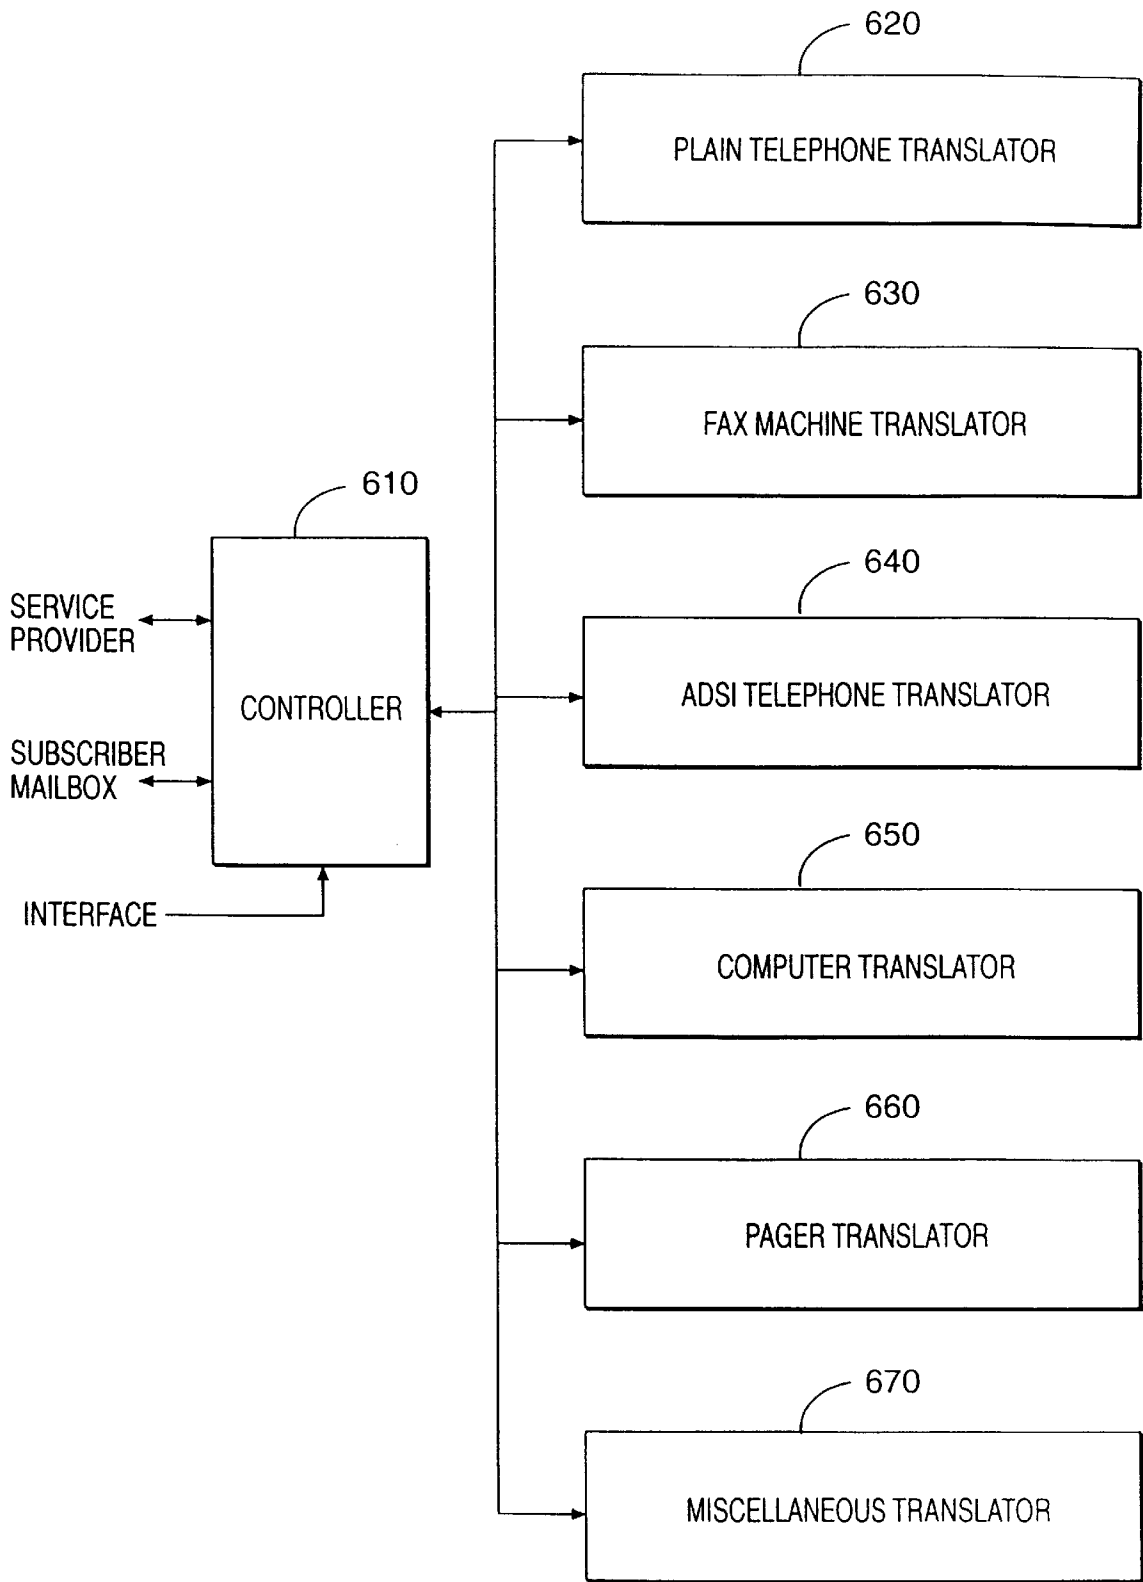 620
PLAIN TELEPHONE TRANSLATOR
630
FAX MACHINE TRANSLATOR
610
SERVICE
PROVIDER
CONTROLLER
SUBSCRIBER
MAILBOX
INTERFACE
640
ADSI TELEPHONE TRANSLATOR
650
COMPUTER TRANSLATOR
660
PAGER TRANSLATOR
670
MISCELLANEOUS TRANSLATOR